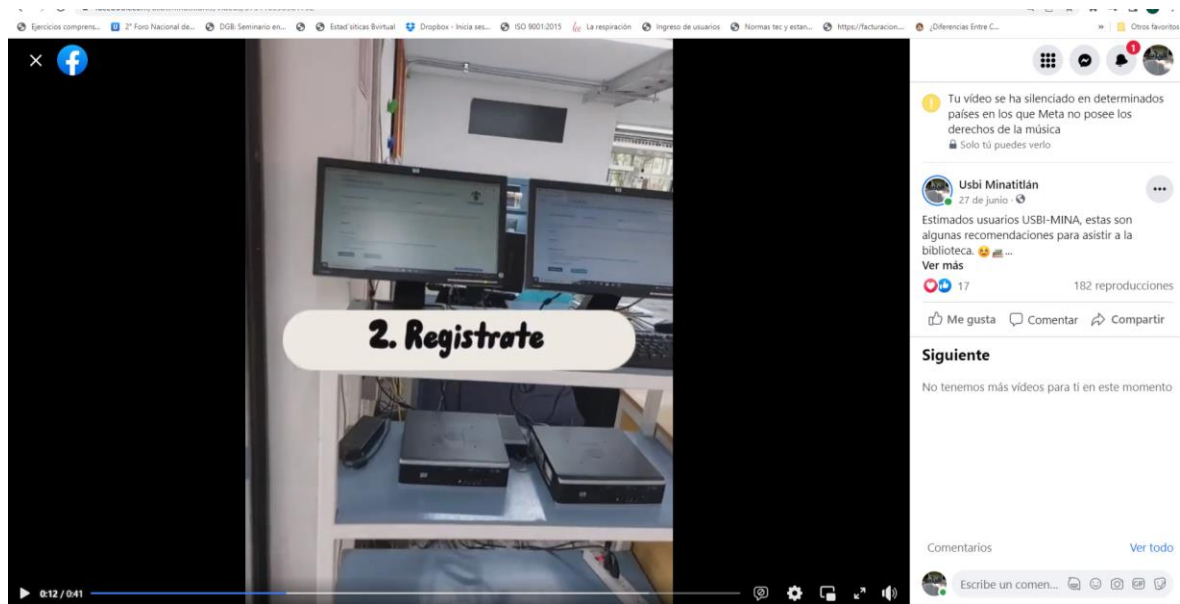 Ejercicios comprens... 2° Foro Nacional de... DGB: Seminario en... Estad´siticas Bvirtual Dropbox - Inicia ses... ISO 9001:2015 lec La respiración Ingreso de usuarios Normas tec y estan... https://facturacion.... ¿Diferencias Entre C... » Otros favoritos
1
Tu vídeo se ha silenciado en determinados
países en los que Meta no posee los
derechos de la música
Solo tú puedes verlo
Usbi Minatitlán
27 de junio ·
Estimados usuarios USBI-MINA, estas son
algunas recomendaciones para asistir a la
biblioteca. ...
Ver más
17 182 reproducciones
Me gusta Comentar Compartir
2. Registrate
Siguiente
No tenemos más vídeos para ti en este momento
Comentarios Ver todo
Escribe un comen... GIF
0:12 / 0:41